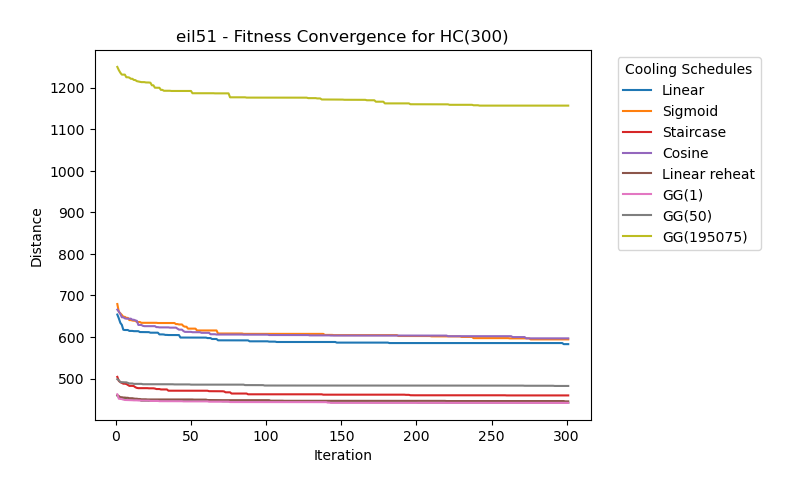 eil51 - Fitness Convergence for HC(300)
Distance
1200
1100
1000
900
800
700
600
500
0 50 100 150 200 250 300
Iteration
Cooling Schedules
Linear
Sigmoid
Staircase
Cosine
Linear reheat
GG(1)
GG(50)
GG(195075)